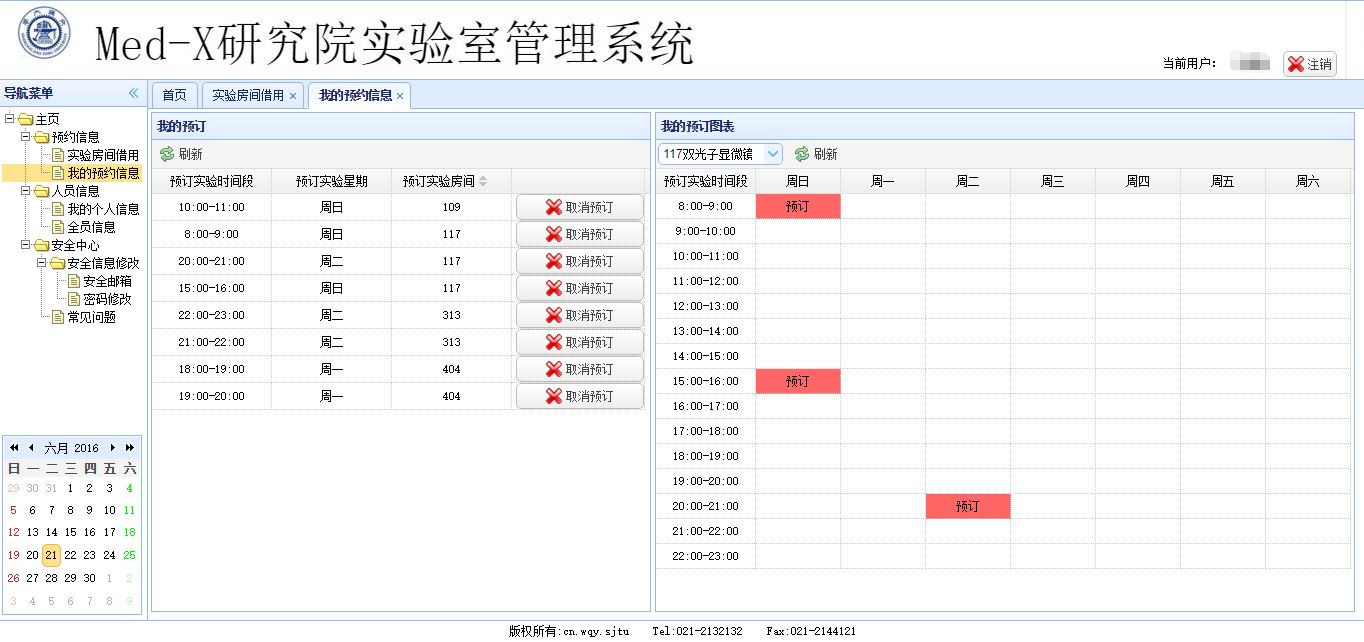 Med-X研究院实验室管理系统
当前用户： 注销
导航菜单
主页
预约信息
实验房间借用
我的预约信息
人员信息
我的个人信息
全员信息
安全中心
安全信息修改
安全邮箱
密码修改
常见问题
六月 2016
日 一 二 三 四 五 六
29 30 31 1 2 3 4
5 6 7 8 9 10 11
12 13 14 15 16 17 18
19 20 21 22 23 24 25
26 27 28 29 30 1 2
3 4 5 6 7 8 9
首页 实验房间借用 × 我的预约信息 ×
我的预订
刷新
预订实验时间段 预订实验星期 预订实验房间
10:00-11:00 周日 109 取消预订
8:00-9:00 周日 117 取消预订
20:00-21:00 周二 117 取消预订
15:00-16:00 周日 117 取消预订
22:00-23:00 周二 313 取消预订
21:00-22:00 周二 313 取消预订
18:00-19:00 周一 404 取消预订
19:00-20:00 周一 404 取消预订
我的预订图表
117双光子显微镜 刷新
预订实验时间段 周日 周一 周二 周三 周四 周五 周六
8:00-9:00 预订
9:00-10:00
10:00-11:00
11:00-12:00
12:00-13:00
13:00-14:00
14:00-15:00
15:00-16:00 预订
16:00-17:00
17:00-18:00
18:00-19:00
19:00-20:00
20:00-21:00 预订
21:00-22:00
22:00-23:00
版权所有:cn.wqy.sjtu Tel:021-2132132 Fax:021-2144121